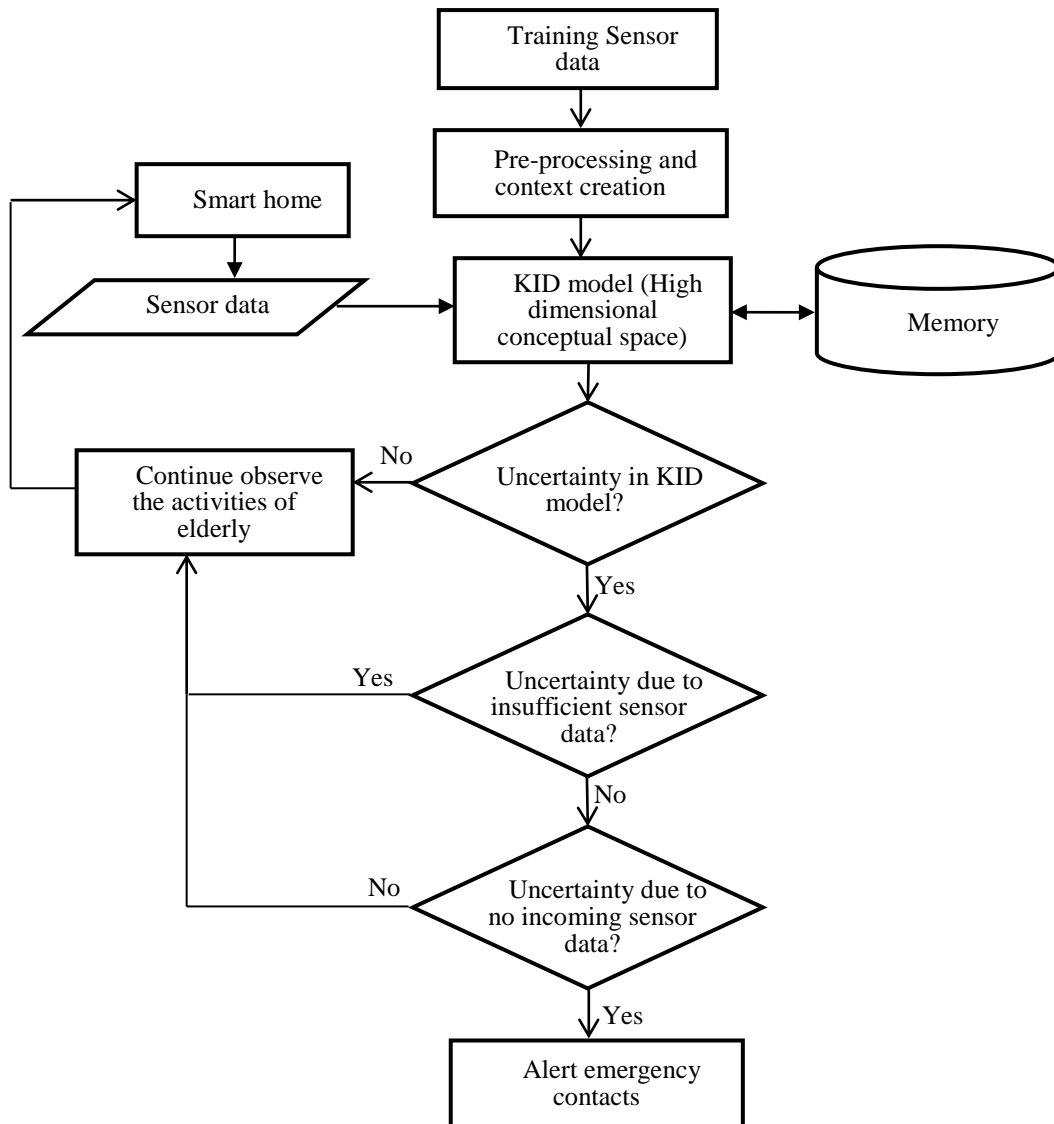 Training Sensor
data
Pre-processing and
context creation
Smart home
Sensor data
KID model (High
dimensional
conceptual space)
Memory
No
Continue observe
the activities of
elderly
Uncertainty in KID
model?
Yes
Yes
Uncertainty due to
insufficient sensor
data?
No
No
Uncertainty due to
no incoming sensor
data?
Yes
Alert emergency
contacts